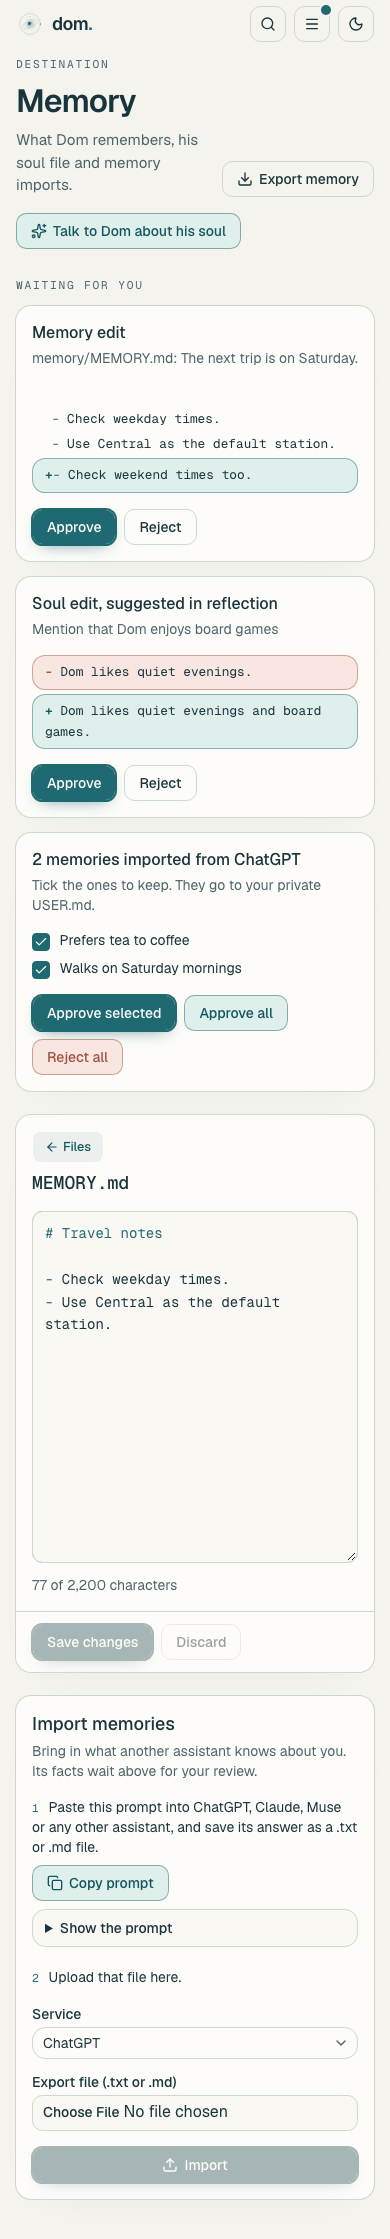 dom.
DESTINATION
Memory
What Dom remembers, his
soul file and memory
imports.
Export memory
Talk to Dom about his soul
WAITING FOR YOU
Memory edit
memory/MEMORY.md: The next trip is on Saturday.
- Check weekday times.
- Use Central as the default station.
+- Check weekend times too.
Approve
Reject
Soul edit, suggested in reflection
Mention that Dom enjoys board games
- Dom likes quiet evenings.
+ Dom likes quiet evenings and board
games.
Approve
Reject
2 memories imported from ChatGPT
Tick the ones to keep. They go to your private
USER.md.
Prefers tea to coffee
Walks on Saturday mornings
Approve selected
Approve all
Reject all
Files
MEMORY.md
# Travel notes
- Check weekday times.
- Use Central as the default
station.
77 of 2,200 characters
Save changes
Discard
Import memories
Bring in what another assistant knows about you.
Its facts wait above for your review.
1 Paste this prompt into ChatGPT, Claude, Muse
or any other assistant, and save its answer as a .txt
or .md file.
Copy prompt
Show the prompt
2 Upload that file here.
Service
ChatGPT
Export file (.txt or .md)
Choose File No file chosen
Import